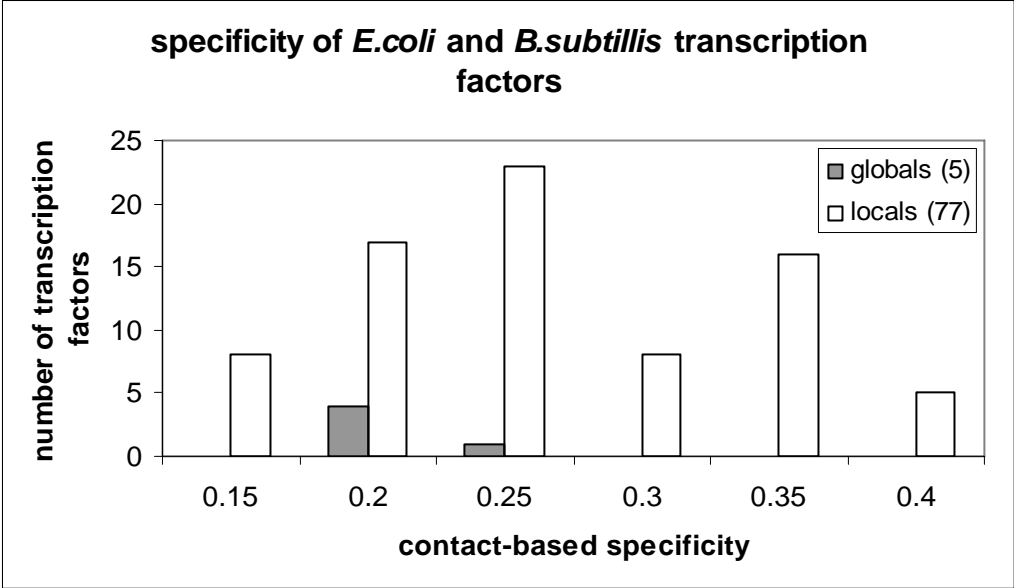 specificity of E.coli and B.subtillis transcription
factors
number of transcription
factors
25
20
15
10
5
0
globals (5)
locals (77)
0.15 0.2 0.25 0.3 0.35 0.4
contact-based specificity